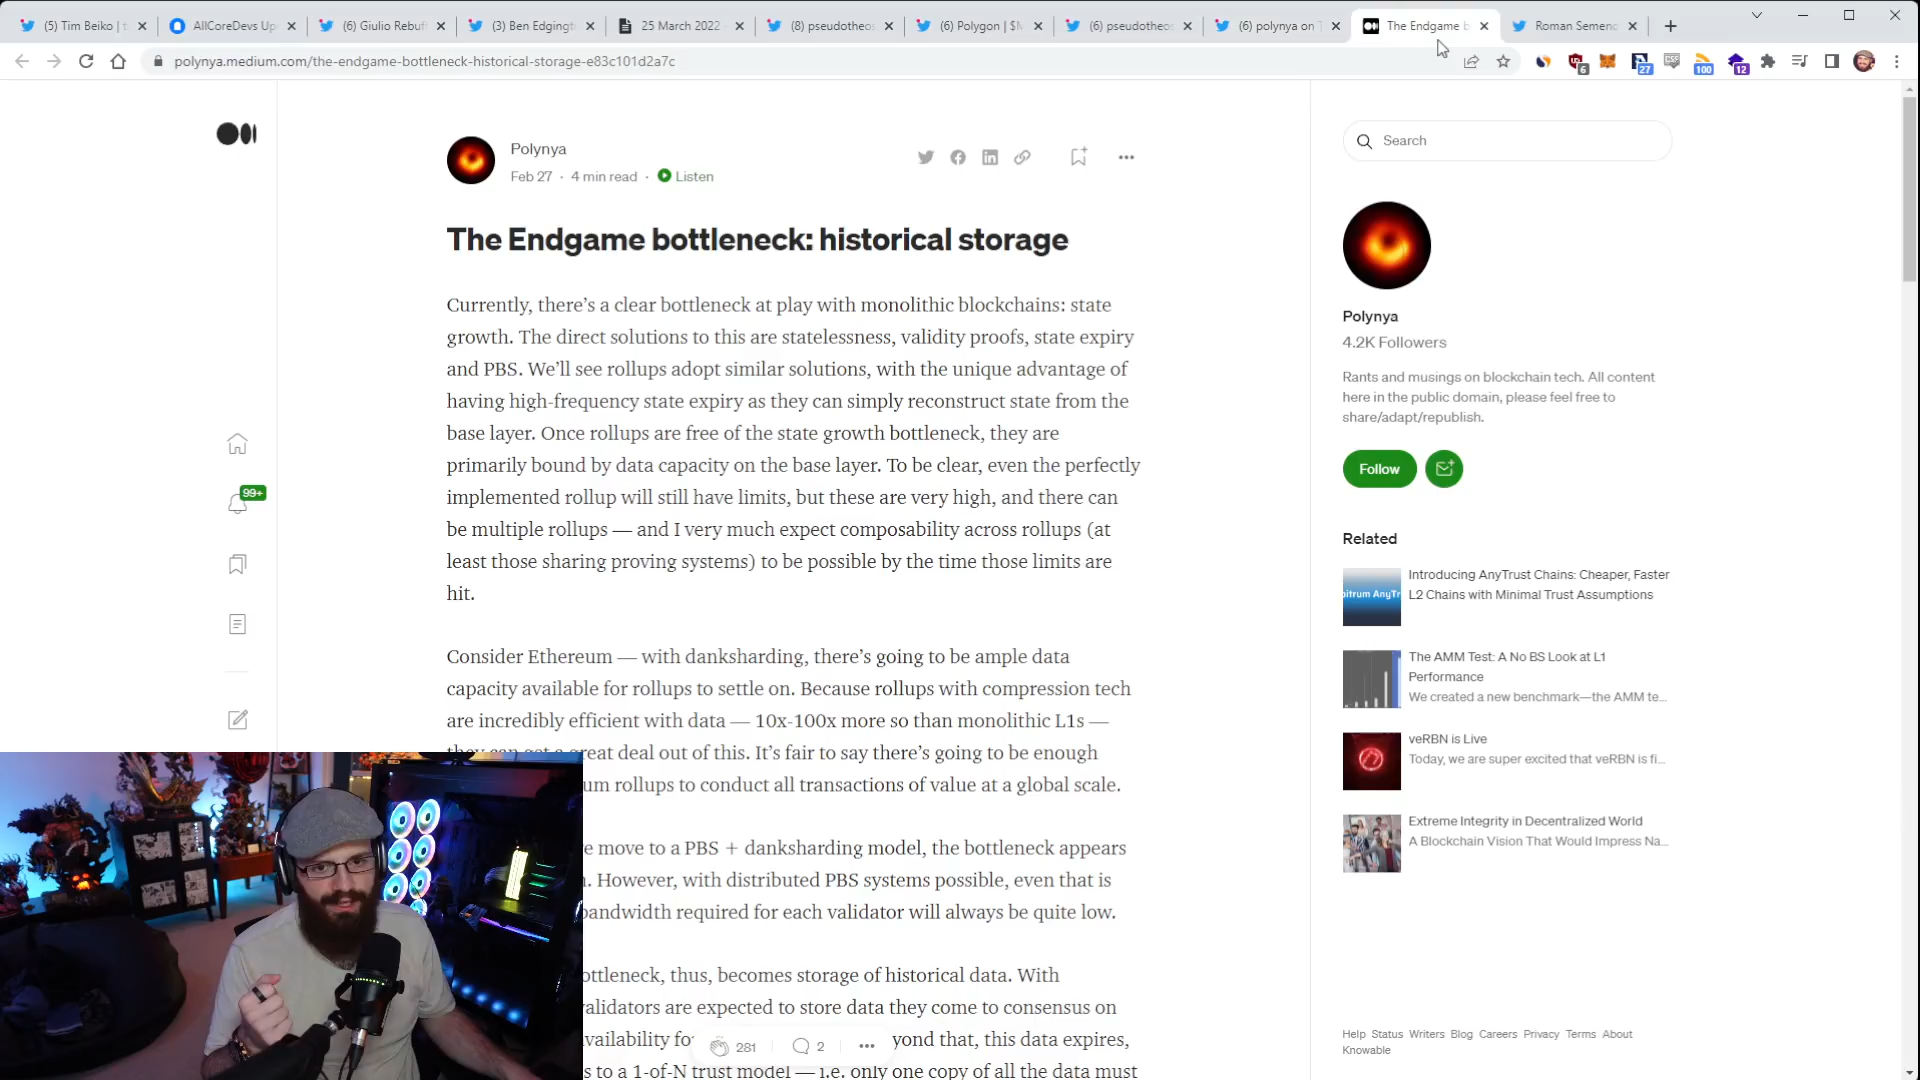 (5) Tim Beiko | t
AllCoreDevs Up
(6) Giulio Rebuff
(3) Ben Edgingt
25 March 2022
(8) pseudotheos
(6) Polygon | $M
(6) pseudotheos
(6) polynya on T
The Endgame b
Roman Semeno
polynya.medium.com/the-endgame-bottleneck-historical-storage-e83c101d2a7c
6
27
100
12
Polynya
Feb 27 · 4 min read · Listen
The Endgame bottleneck: historical storage
Currently, there's a clear bottleneck at play with monolithic blockchains: state
growth. The direct solutions to this are statelessness, validity proofs, state expiry
and PBS. We'll see rollups adopt similar solutions, with the unique advantage of
having high-frequency state expiry as they can simply reconstruct state from the
base layer. Once rollups are free of the state growth bottleneck, they are
primarily bound by data capacity on the base layer. To be clear, even the perfectly
implemented rollup will still have limits, but these are very high, and there can
be multiple rollups — and I very much expect composability across rollups (at
least those sharing proving systems) to be possible by the time those limits are
hit.
Consider Ethereum — with danksharding, there's going to be ample data
capacity available for rollups to settle on. Because rollups with compression tech
are incredibly efficient with data — 10x-100x more so than monolithic L1s —
they can get a great deal out of this. It's fair to say there's going to be enough
um rollups to conduct all transactions of value at a global scale.
e move to a PBS + danksharding model, the bottleneck appears
. However, with distributed PBS systems possible, even that is
bandwidth required for each validator will always be quite low.
ottleneck, thus, becomes storage of historical data. With
validators are expected to store data they come to consensus on
vailability fo
yond that, this data expires,
s to a 1-of-N trust model — i.e. only one copy of all the data must
281
2
99+
Search
Polynya
4.2K Followers
Rants and musings on blockchain tech. All content
here in the public domain, please feel free to
share/adapt/republish.
Follow
Related
Introducing AnyTrust Chains: Cheaper, Faster
L2 Chains with Minimal Trust Assumptions
bitrum AnyTr
The AMM Test: A No BS Look at L1
Performance
We created a new benchmark—the AMM te...
veRBN is Live
Today, we are super excited that veRBN is fi...
Extreme Integrity in Decentralized World
A Blockchain Vision That Would Impress Na...
Help Status Writers Blog Careers Privacy Terms About
Knowable